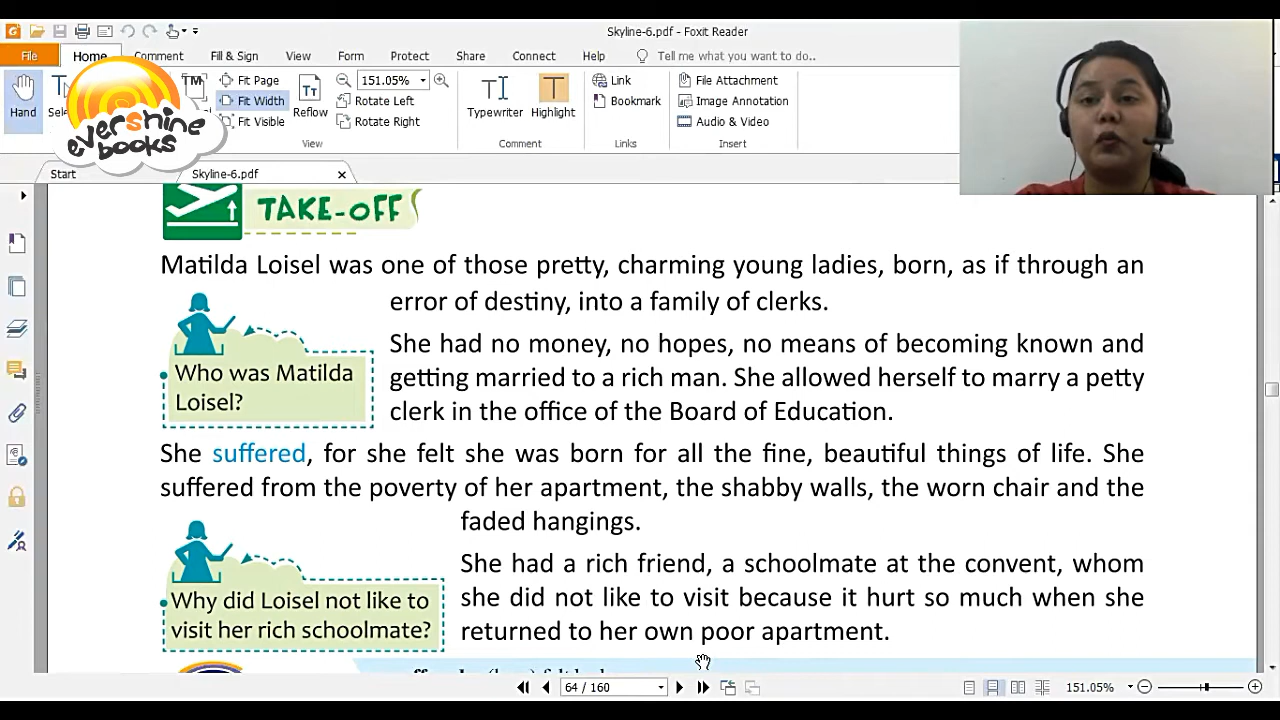 Skyline-6.pdf - Foxit Reader
File Home Comment Fill & Sign View Form Protect Share Connect Help Tell me what you want to do..
Hand
Fit Page
Fit Width
Fit Visible
Reflow
151.05%
Rotate Left
Rotate Right
View
Typewriter Highlight
Comment
Link
Bookmark
Links
File Attachment
Image Annotation
Audio & Video
Insert
evershine
books
Start Skyline-6.pdf
TAKE-OFF
Matilda Loisel was one of those pretty, charming young ladies, born, as if through an
error of destiny, into a family of clerks.
Who was Matilda
Loisel?
She had no money, no hopes, no means of becoming known and
getting married to a rich man. She allowed herself to marry a petty
clerk in the office of the Board of Education.
She suffered, for she felt she was born for all the fine, beautiful things of life. She
suffered from the poverty of her apartment, the shabby walls, the worn chair and the
faded hangings.
Why did Loisel not like to
visit her rich schoolmate?
She had a rich friend, a schoolmate at the convent, whom
she did not like to visit because it hurt so much when she
returned to her own poor apartment.
64 / 160
151.05%